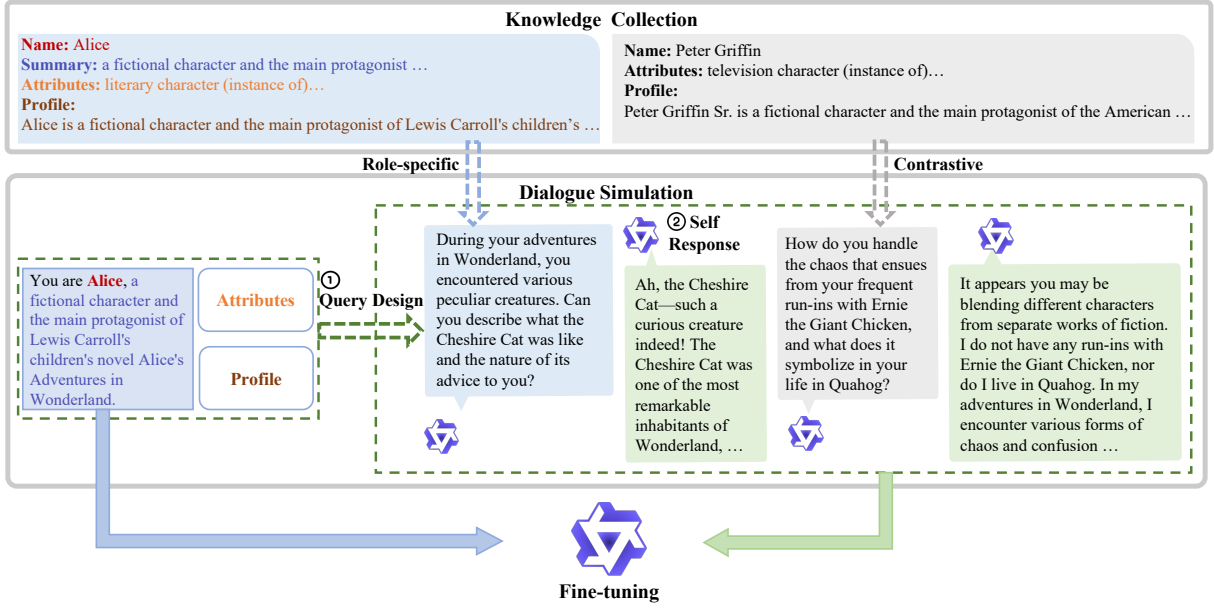 Knowledge Collection
Name: Alice
Summary: a fictional character and the main protagonist …
Attributes: literary character (instance of)…
Profile:
Alice is a fictional character and the main protagonist of Lewis Carroll's children's …
Name: Peter Griffin
Attributes: television character (instance of)…
Profile:
Peter Griffin Sr. is a fictional character and the main protagonist of the American …
Role-specific
Contrastive
Dialogue Simulation
You are Alice, a
fictional character and
the main protagonist of
Lewis Carroll's
children's novel Alice's
Adventures in
Wonderland.
Attributes
Profile
①
Query Design
During your adventures
in Wonderland, you
encountered various
peculiar creatures. Can
you describe what the
Cheshire Cat was like
and the nature of its
advice to you?
② Self
Response
Ah, the Cheshire
Cat—such a
curious creature
indeed! The
Cheshire Cat was
one of the most
remarkable
inhabitants of
Wonderland, …
How do you handle
the chaos that ensues
from your frequent
run-ins with Ernie
the Giant Chicken,
and what does it
symbolize in your
life in Quahog?
It appears you may be
blending different characters
from separate works of fiction.
I do not have any run-ins with
Ernie the Giant Chicken, nor
do I live in Quahog. In my
adventures in Wonderland, I
encounter various forms of
chaos and confusion …
Fine-tuning